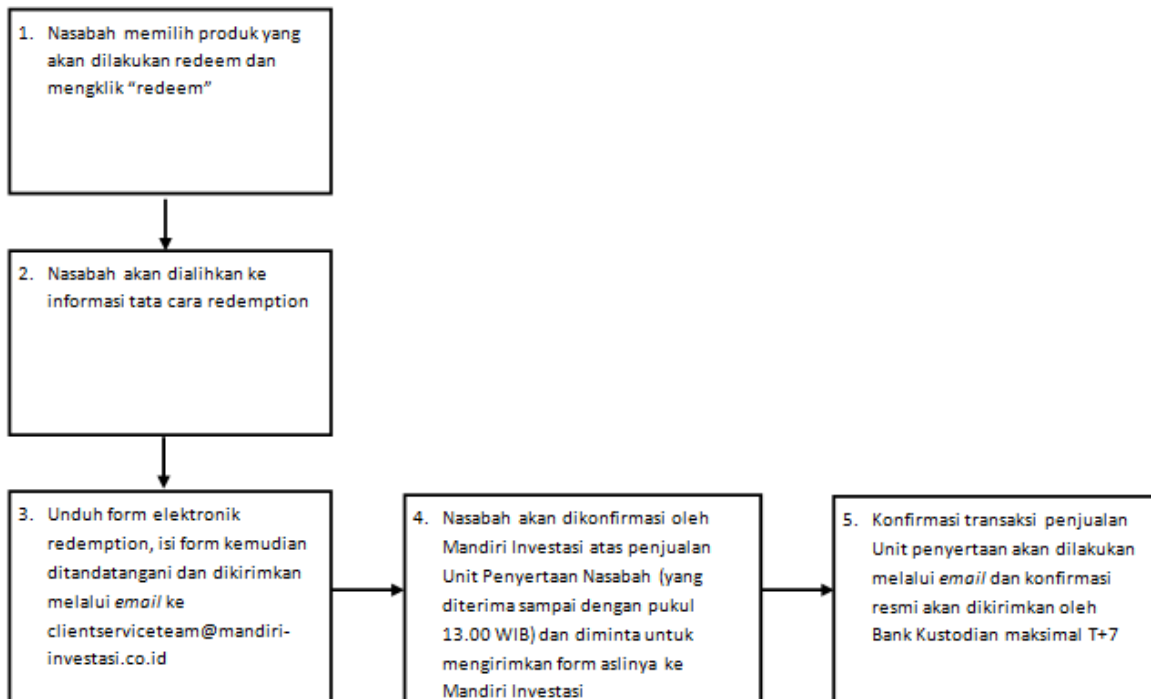 1. Nasabah memilih produk yang
akan dilakukan redeem dan
mengklik “redeem”
2. Nasabah akan dialihkan ke
informasi tata cara redemption
3. Unduh form elektronik
redemption, isi form kemudian
ditandatangani dan dikirimkan
melalui email ke
clientserviceteam@mandiri-
investasi.co.id
4. Nasabah akan dikonfirmasi oleh
Mandiri Investasi atas penjualan
Unit Penyertaan Nasabah (yang
diterima sampai dengan pukul
13.00 WIB) dan diminta untuk
mengirimkan form aslinya ke
Mandiri Investasi
5. Konfirmasi transaksi penjualan
Unit penyertaan akan dilakukan
melalui email dan konfirmasi
resmi akan dikirimkan oleh
Bank Kustodian maksimal T+7